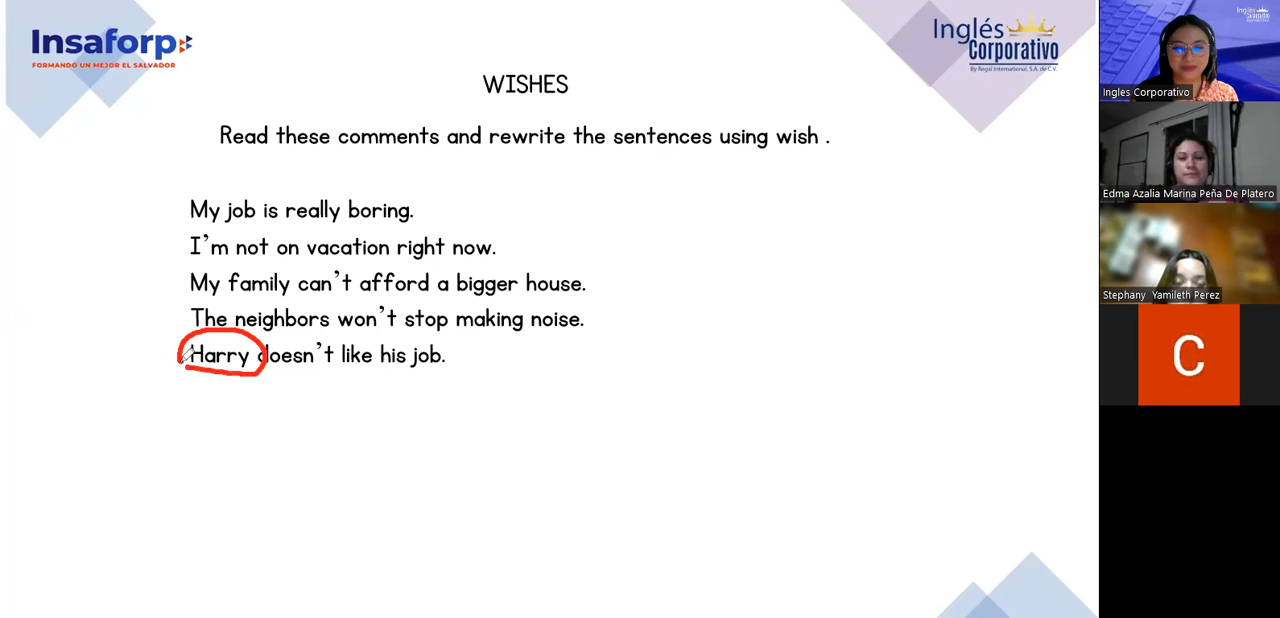 Insaforp
FORMANDO UN MEJOR EL SALVADOR
Inglés
Corporativo
By Regal International, S.A. de C.V.
WISHES
Read these comments and rewrite the sentences using wish .
My job is really boring.
I'm not on vacation right now.
My family can't afford a bigger house.
The neighbors won't stop making noise.
Harry doesn't like his job.
Inglés
Corporativo
Ingles Corporativo
Edma Azalia Marina Peña De Platero
Stephany Yamileth Perez
C